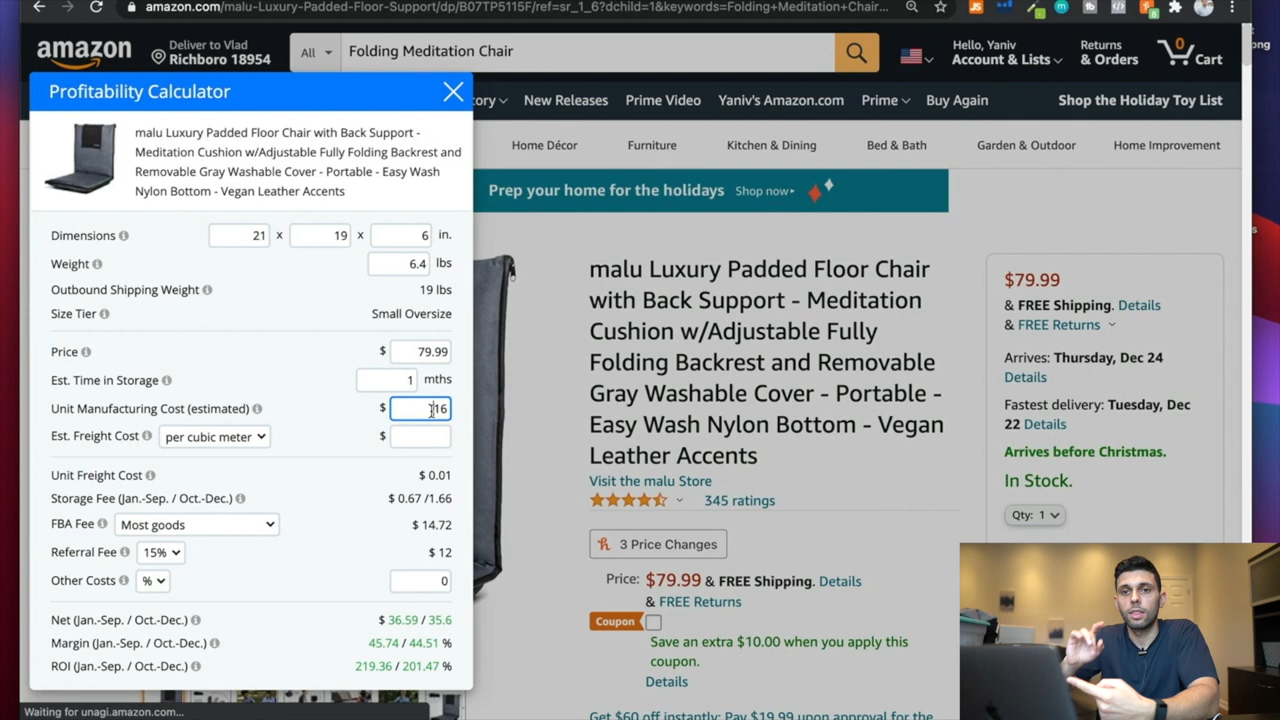 amazon.com/malu-Luxury-Padded-Floor-Support/dp/B07TP5115F/ref=sr_1_6?dchild=1&keywords=Folding+Meditation+Chair...
amazon
Deliver to Vlad
Richboro 18954
All
Folding Meditation Chair
Hello, Yaniv
Account & Lists
Returns
& Orders
0
Cart
Profitability Calculator
New Releases
Prime Video
Yaniv's Amazon.com
Prime
Buy Again
Shop the Holiday Toy List
Home Décor
Furniture
Kitchen & Dining
Bed & Bath
Garden & Outdoor
Home Improvement
Prep your home for the holidays
Shop now
malu Luxury Padded Floor Chair with Back Support -
Meditation Cushion w/Adjustable Fully Folding Backrest and
Removable Gray Washable Cover - Portable - Easy Wash
Nylon Bottom - Vegan Leather Accents
Dimensions 21 x 19 x 6 in.
Weight 6.4 lbs
Outbound Shipping Weight 19 lbs
Size Tier Small Oversize
Price $ 79.99
Est. Time in Storage 1 mths
Unit Manufacturing Cost (estimated) $ 16
Est. Freight Cost per cubic meter $
Unit Freight Cost $ 0.01
Storage Fee (Jan.-Sep. / Oct.-Dec.) $ 0.67 /1.66
FBA Fee Most goods $ 14.72
Referral Fee 15% $ 12
Other Costs % 0
Net (Jan.-Sep. / Oct.-Dec.) $ 36.59 / 35.6
Margin (Jan.-Sep. / Oct.-Dec.) 45.74 / 44.51 %
ROI (Jan.-Sep. / Oct.-Dec.) 219.36 / 201.47 %
Waiting for unagi.amazon.com...
malu Luxury Padded Floor Chair
with Back Support - Meditation
Cushion w/Adjustable Fully
Folding Backrest and Removable
Gray Washable Cover - Portable -
Easy Wash Nylon Bottom - Vegan
Leather Accents
Visit the malu Store
345 ratings
3 Price Changes
Price: $79.99 & FREE Shipping. Details
& FREE Returns
Coupon
Save an extra $10.00 when you apply this
coupon.
Details
Get $60 off instantly: Pay $19.99 upon approval for the
$79.99
& FREE Shipping. Details
& FREE Returns
Arrives: Thursday, Dec 24
Details
Fastest delivery: Tuesday, Dec
22 Details
Arrives before Christmas.
In Stock.
Qty: 1